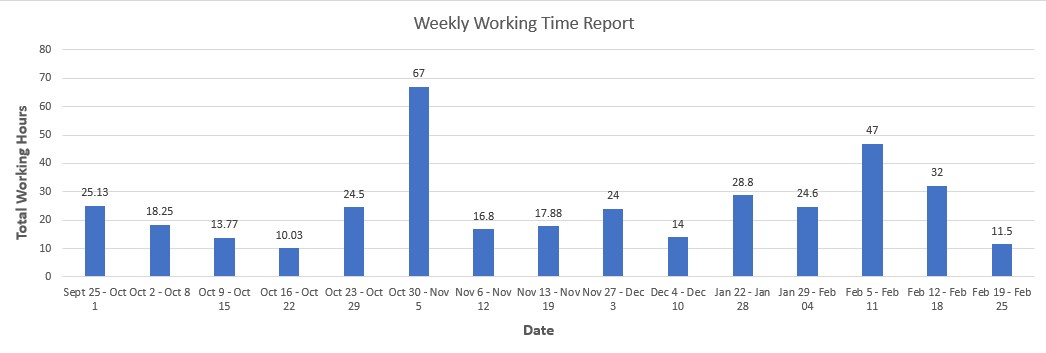 Weekly Working Time Report
80
70
60
50
40
30
20
10
0
Total Working Hours
25.13
18.25
13.77
10.03
24.5
67
16.8
17.88
24
14
28.8
24.6
47
32
11.5
Sept 25 - Oct 1
Oct 2 - Oct 8
Oct 9 - Oct 15
Oct 16 - Oct 22
Oct 23 - Oct 29
Oct 30 - Nov 5
Nov 6 - Nov 12
Nov 13 - Nov 19
Nov 27 - Dec 3
Dec 4 - Dec 10
Jan 22 - Jan 28
Jan 29 - Feb 04
Feb 5 - Feb 11
Feb 12 - Feb 18
Feb 19 - Feb 25
Date